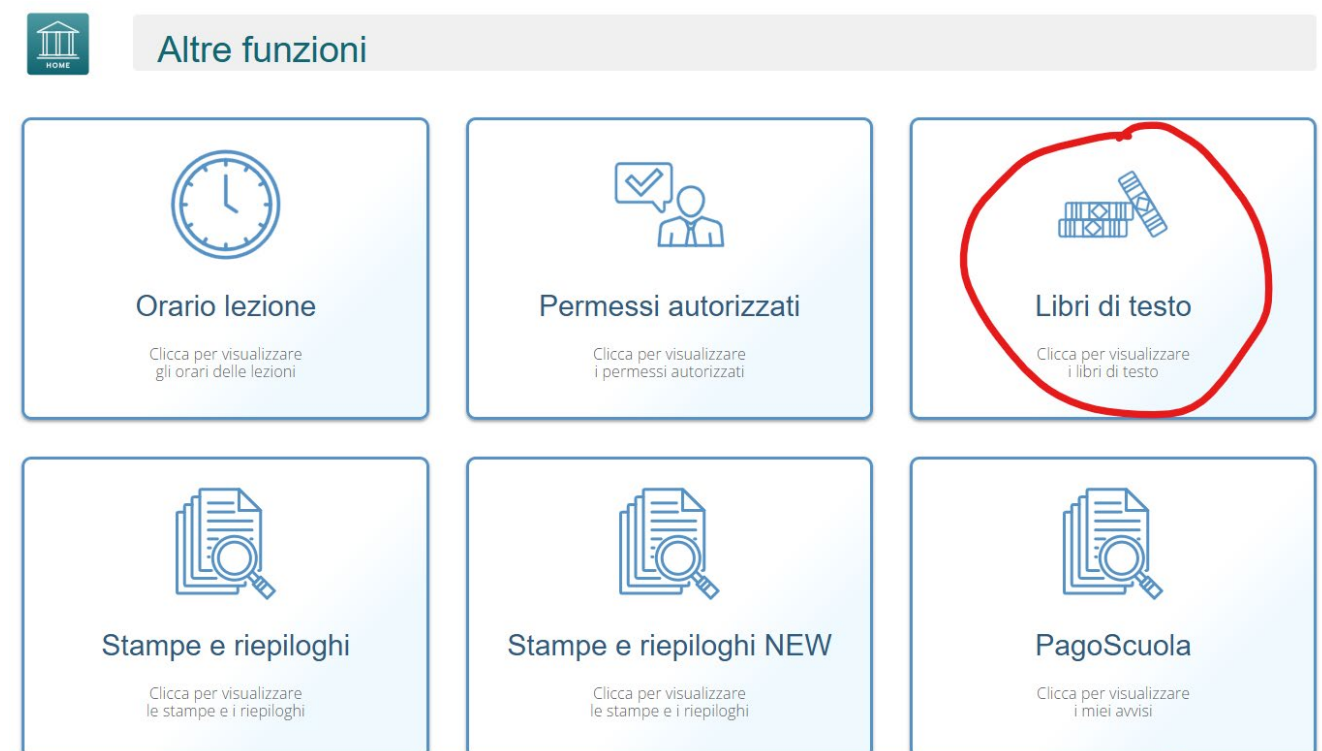 HOME
Altre funzioni
Orario lezione
Clicca per visualizzare
gli orari delle lezioni
Permessi autorizzati
Clicca per visualizzare
i permessi autorizzati
Libri di testo
Clicca per visualizzare
i libri di testo
Stampe e riepiloghi
Clicca per visualizzare
le stampe e i riepiloghi
Stampe e riepiloghi NEW
Clicca per visualizzare
le stampe e i riepiloghi
PagoScuola
Clicca per visualizzare
i miei avvisi